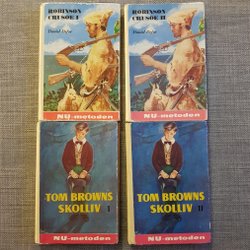 ROBINSON
CRUSOE I
Daniel Defoe
NU-metoden
ROBINSON
CRUSOE II
Daniel Defoe
NU-metoden
TOM BROWNS
SKOLLIV I
NU-metoden
TOM BROWNS
SKOLLIV II
NU-metoden